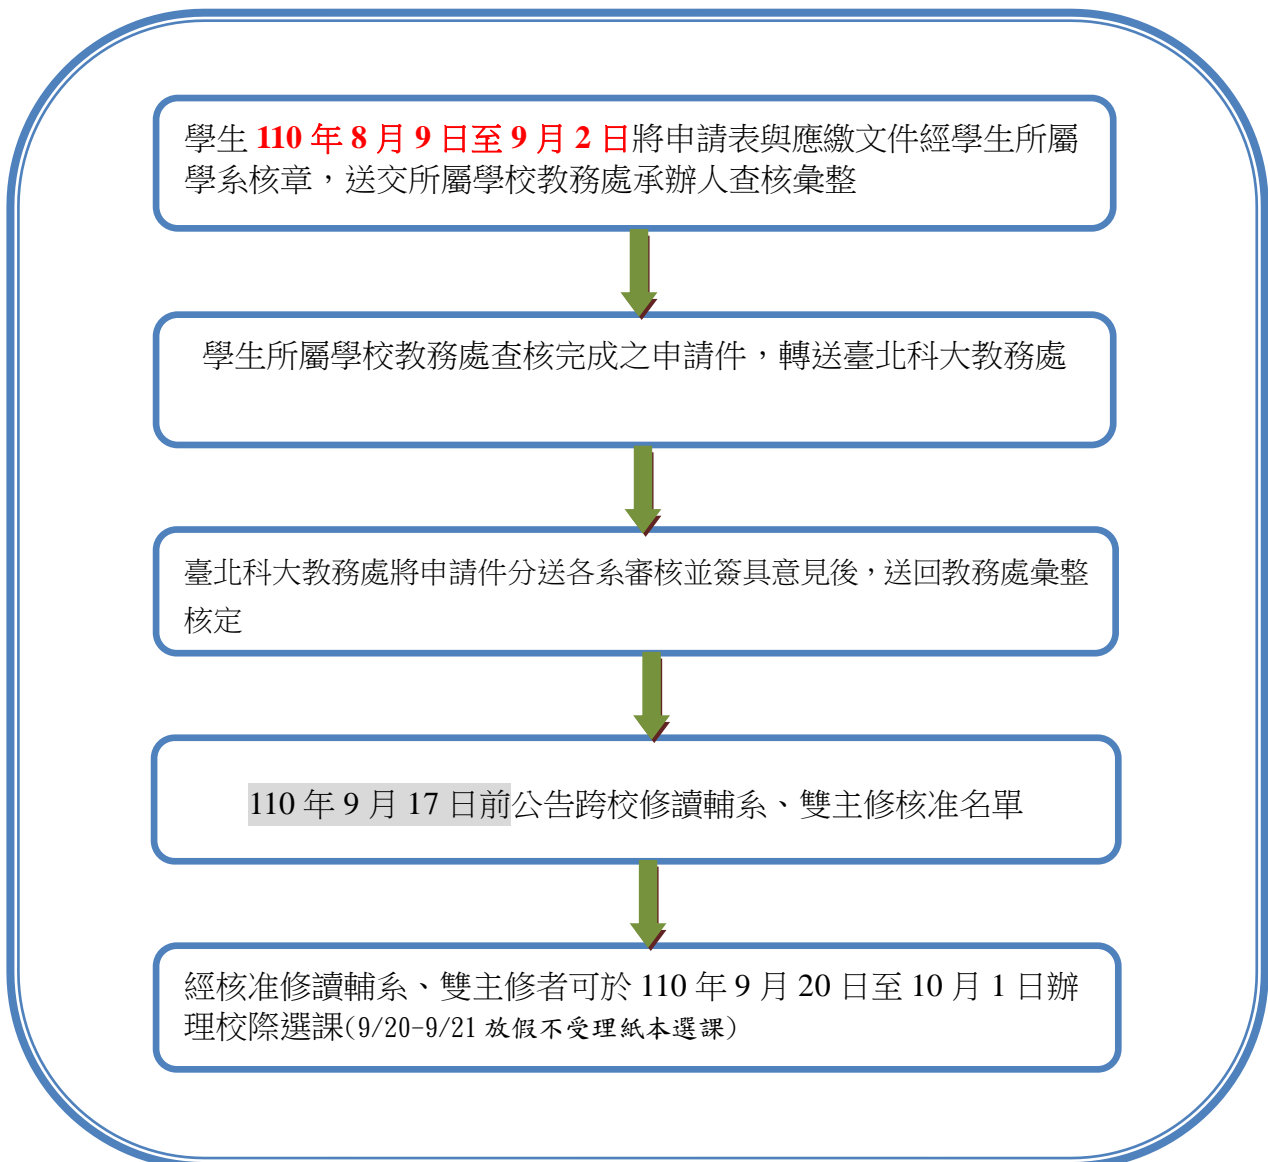 學生 110 年 8 月 9 日至 9 月 2 日將申請表與應繳文件經學生所屬
學系核章，送交所屬學校教務處承辦人查核彙整
學生所屬學校教務處查核完成之申請件，轉送臺北科大教務處
臺北科大教務處將申請件分送各系審核並簽具意見後，送回教務處彙整
核定
110 年 9 月 17 日前公告跨校修讀輔系、雙主修核准名單
經核准修讀輔系、雙主修者可於 110 年 9 月 20 日至 10 月 1 日辦
理校際選課(9/20-9/21 放假不受理紙本選課)